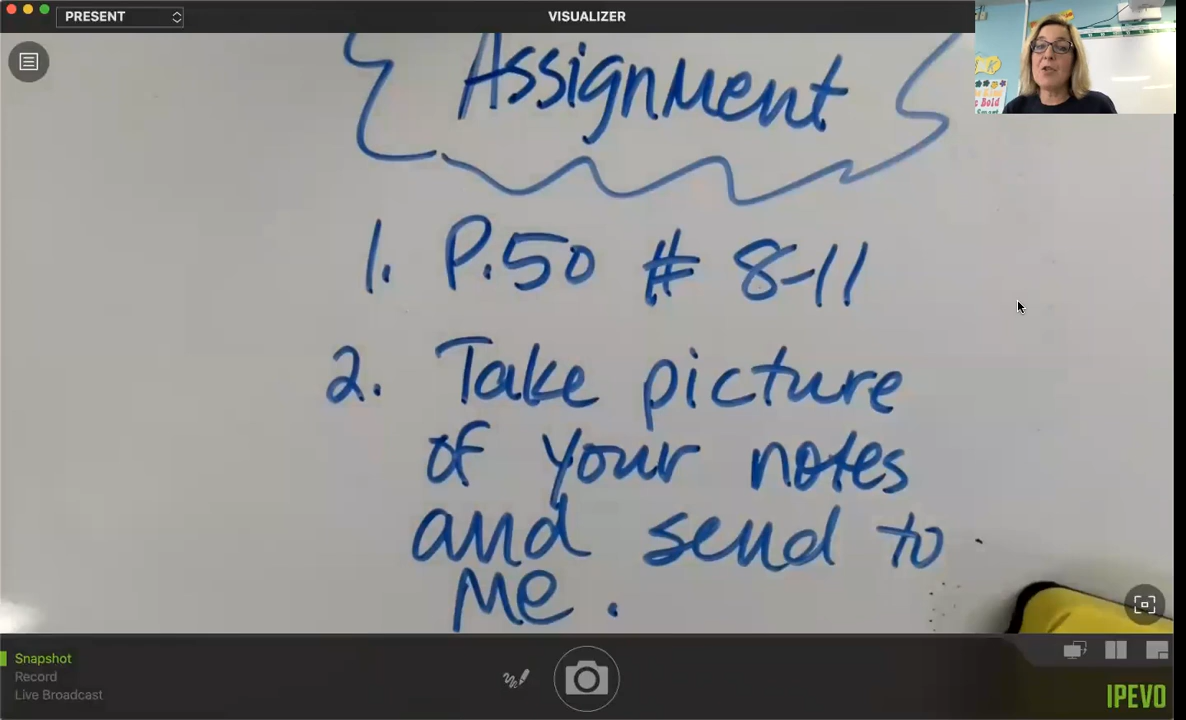 PRESENT
VISUALIZER
Assignment
1. P.50 # 8-11
2. Take picture
of your notes
and send to
me.
Snapshot
Record
Live Broadcast
IPEVO